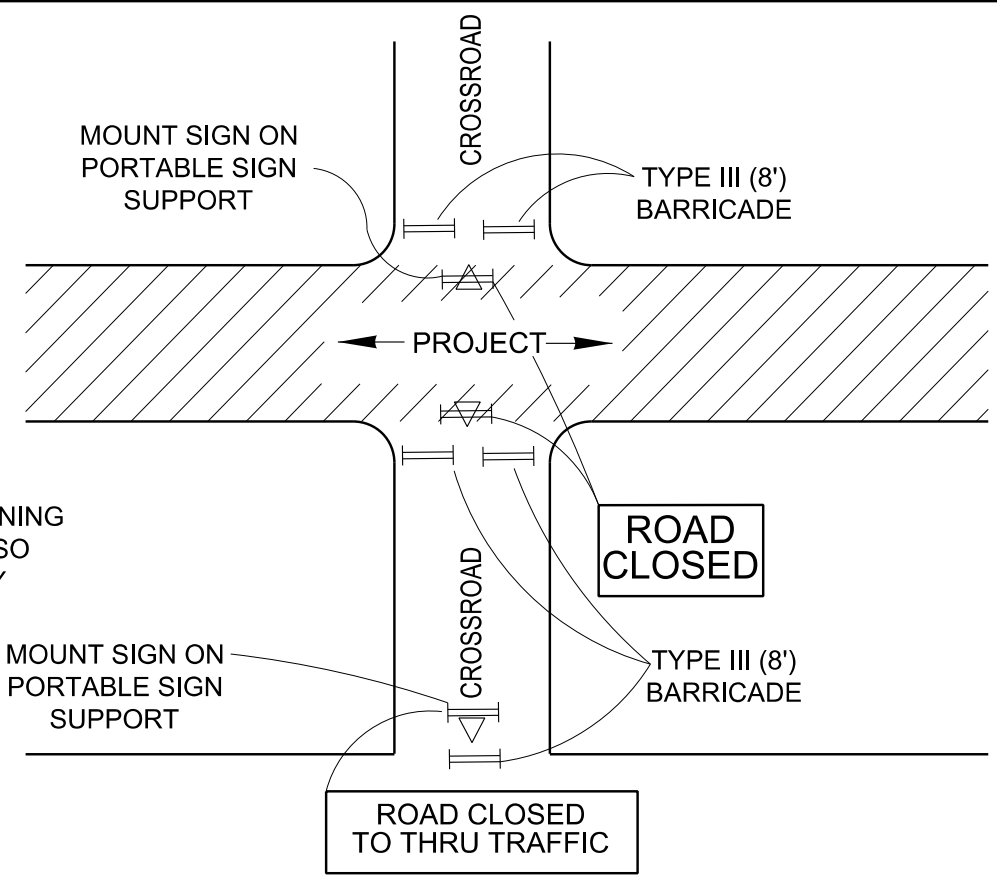 CROSSROAD
MOUNT SIGN ON
PORTABLE SIGN
SUPPORT
TYPE III (8')
BARRICADE
PROJECT
ROAD
CLOSED
CROSSROAD
MOUNT SIGN ON
PORTABLE SIGN
SUPPORT
TYPE III (8')
BARRICADE
ROAD CLOSED
TO THRU TRAFFIC